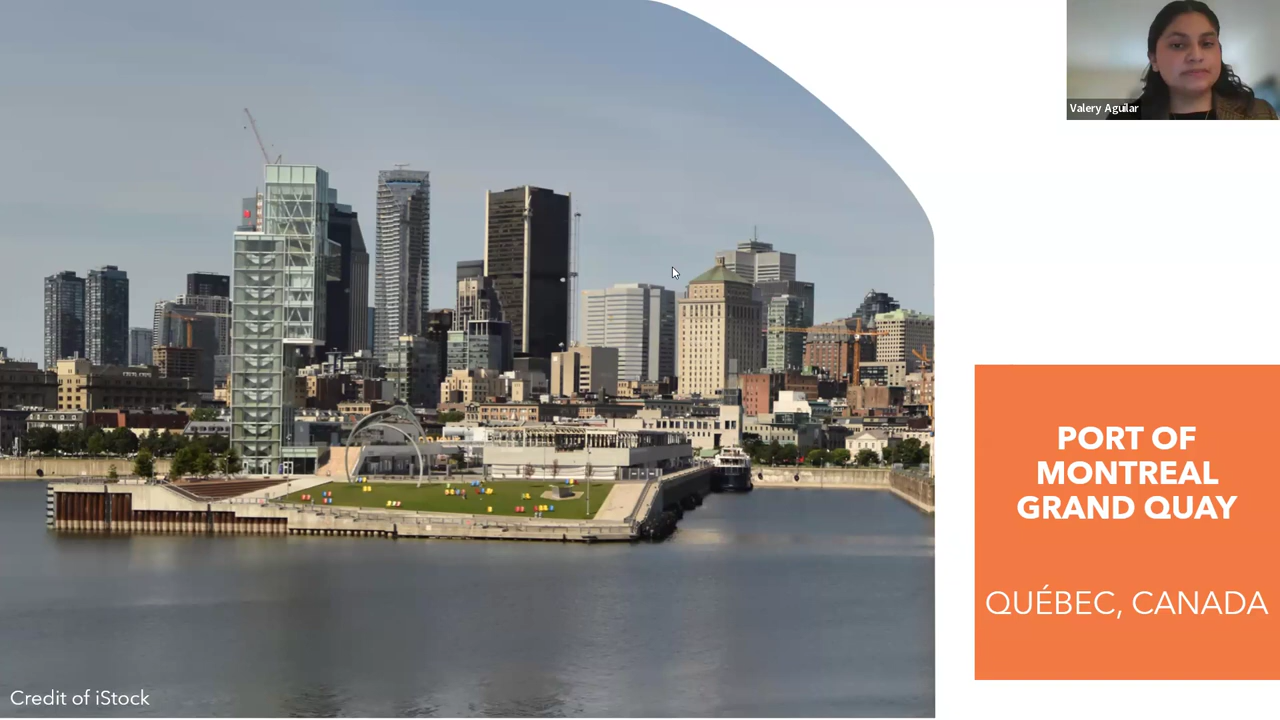 Valery Aguilar
PORT OF
MONTREAL
GRAND QUAY
QUÉBEC, CANADA
Credit of iStock